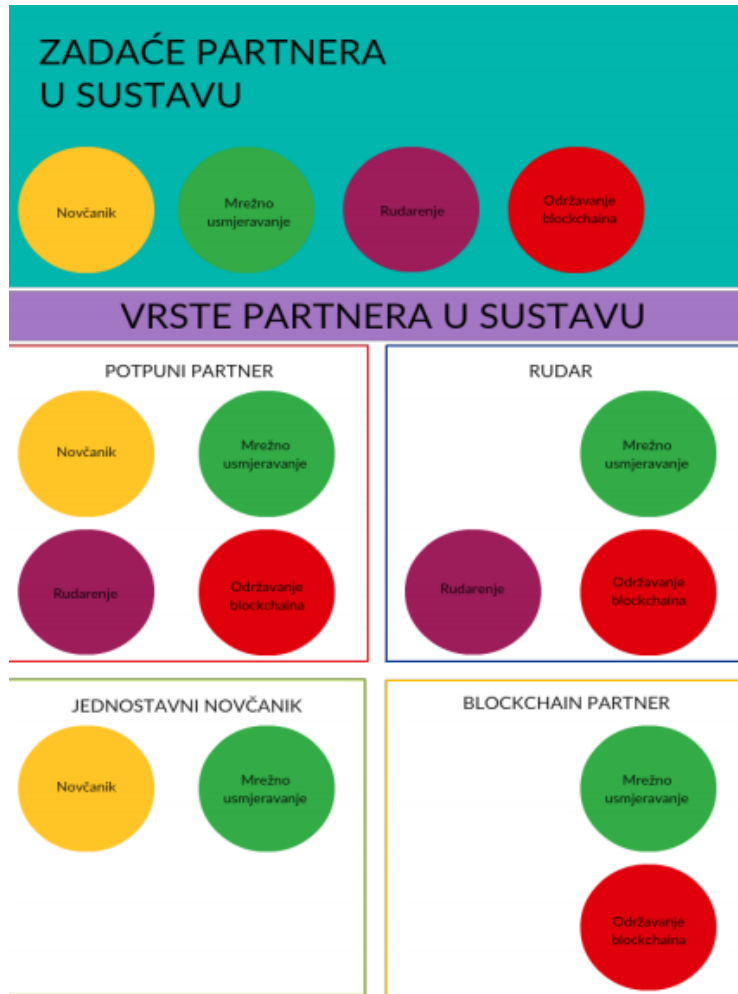 ZADAĆE PARTNERA
U SUSTAVU
Novčanik
Mrežno
usmjeravanje
Rudarenje
Održavanje
blockchaina
VRSTE PARTNERA U SUSTAVU
POTPUNI PARTNER
Novčanik
Mrežno
usmjeravanje
Rudarenje
Održavanje
blockchaina
RUDAR
Mrežno
usmjeravanje
Rudarenje
Održavanje
blockchaina
JEDNOSTAVNI NOVČANIK
Novčanik
Mrežno
usmjeravanje
BLOCKCHAIN PARTNER
Mrežno
usmjeravanje
Održavanje
blockchaina